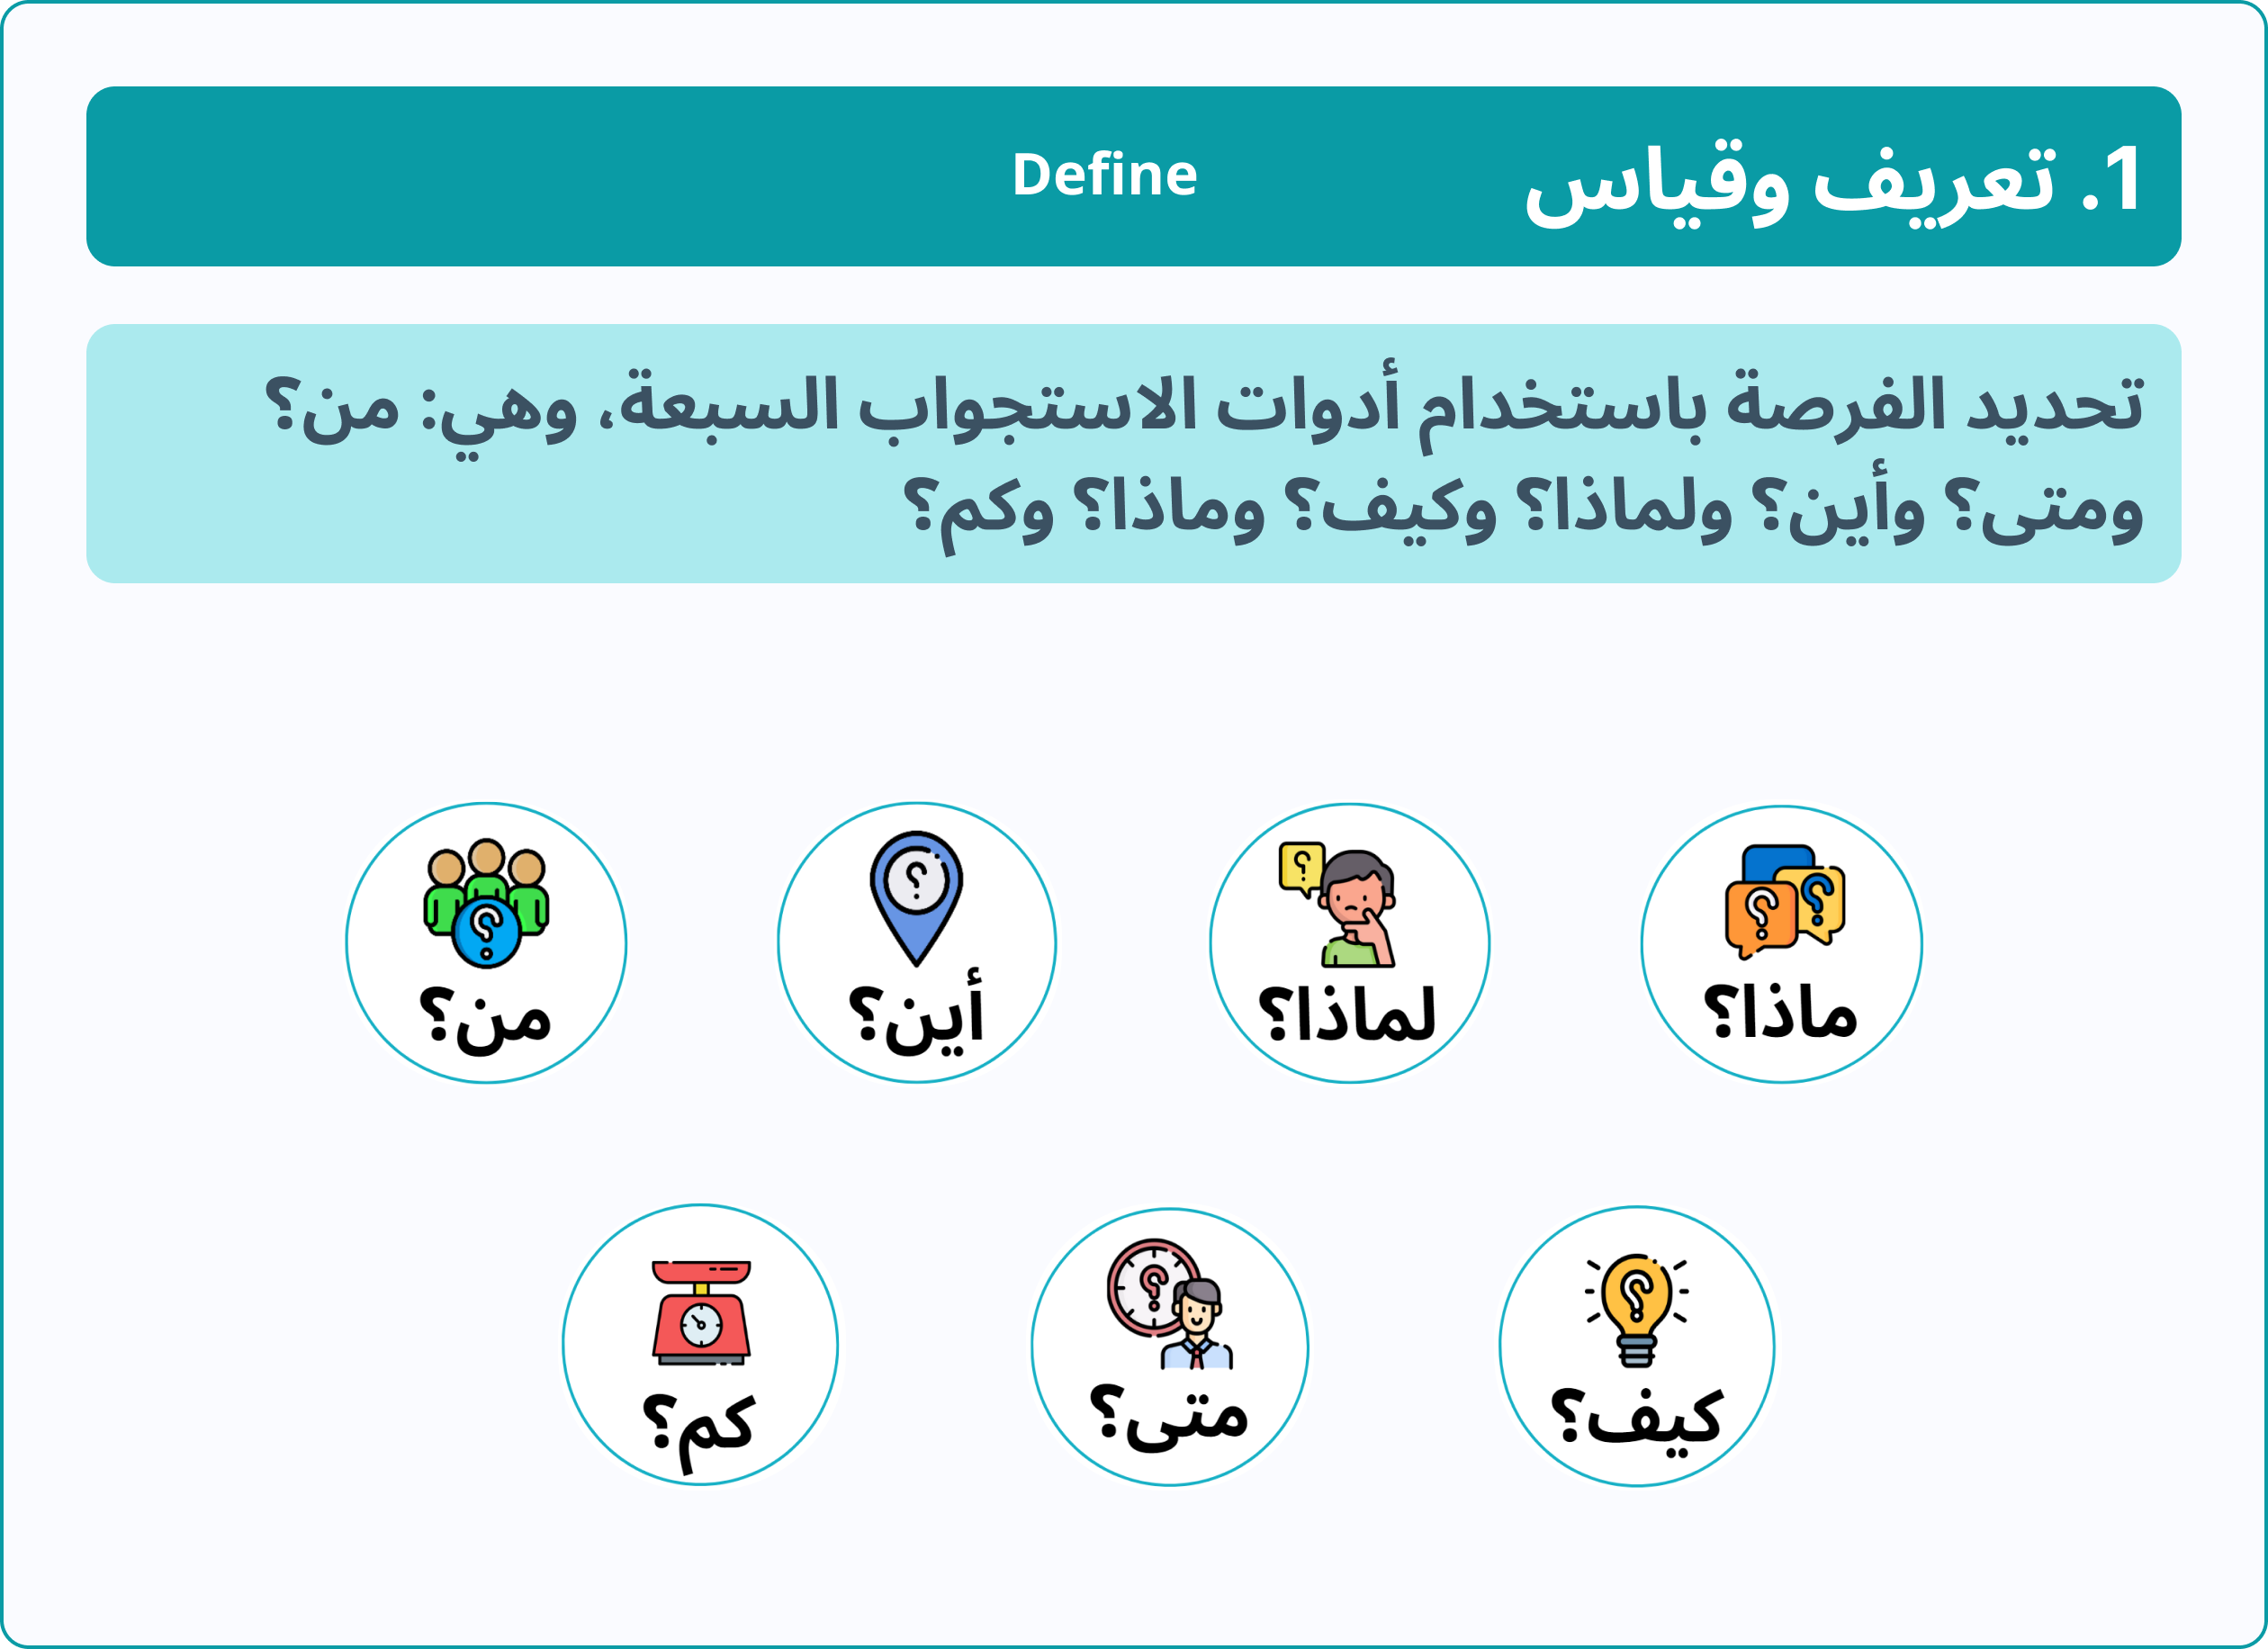 1. تعريف وقياس
Define
تحديد الفرصة باستخدام أدوات الاستجواب السبعة، وهي: من؟
ومتى؟ وأين؟ ولماذا؟ وكيف؟ وماذا؟ وكم؟
ماذا؟
لماذا؟
أين؟
من؟
كيف؟
متى؟
كم؟